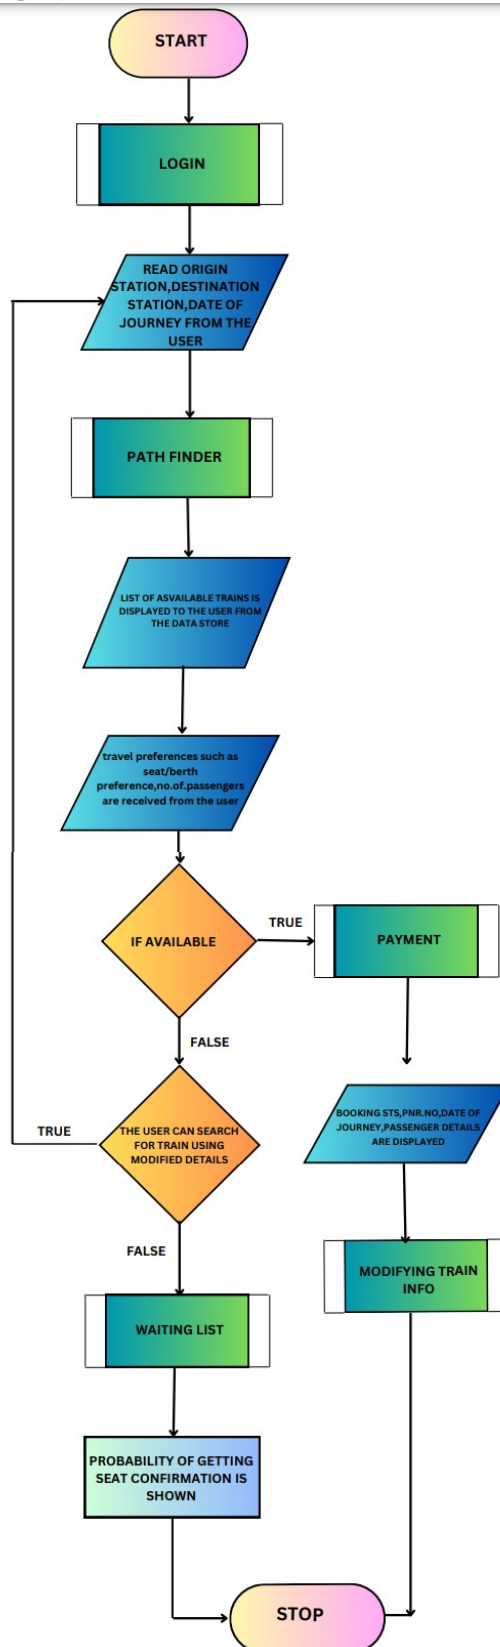 START
LOGIN
READ ORIGIN
STATION,DESTINATION
STATION,DATE OF
JOURNEY FROM THE
USER
PATH FINDER
LIST OF ASVAILABLE TRAINS IS
DISPLAYED TO THE USER FROM
THE DATA STORE
travel preferences such as
seat/berth
preference,no.of.passengers
are received from the user
IF AVAILABLE
TRUE
PAYMENT
FALSE
BOOKING STS,PNR.NO,DATE OF
JOURNEY,PASSENGER DETAILS
ARE DISPLAYED
THE USER CAN SEARCH
FOR TRAIN USING
MODIFIED DETAILS
TRUE
FALSE
MODIFYING TRAIN
INFO
WAITING LIST
PROBABILITY OF GETTING
SEAT CONFIRMATION IS
SHOWN
STOP